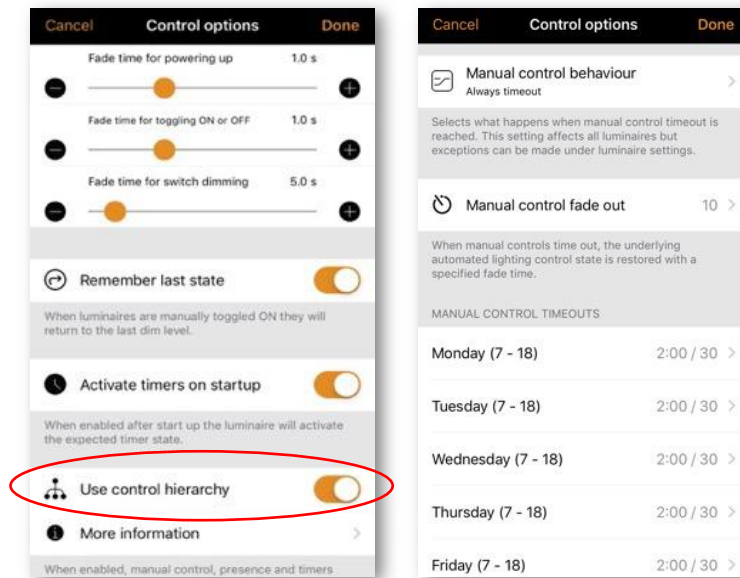 Cancel Control options Done
Fade time for powering up 1.0 s
Fade time for toggling ON or OFF 1.0 s
Fade time for switch dimming 5.0 s
Remember last state
When luminaires are manually toggled ON they will
return to the last dim level.
Activate timers on startup
When enabled after start up the luminaire will activate
the expected timer state.
Use control hierarchy
More information
When enabled, manual control, presence and timers
Cancel Control options Done
Manual control behaviour
Always timeout
Selects what happens when manual control timeout is
reached. This setting affects all luminaires but
exceptions can be made under luminaire settings.
Manual control fade out 10
When manual controls time out, the underlying
automated lighting control state is restored with a
specified fade time.
MANUAL CONTROL TIMEOUTS
Monday (7 - 18) 2:00 / 30
Tuesday (7 - 18) 2:00 / 30
Wednesday (7 - 18) 2:00 / 30
Thursday (7 - 18) 2:00 / 30
Friday (7 - 18) 2:00 / 30